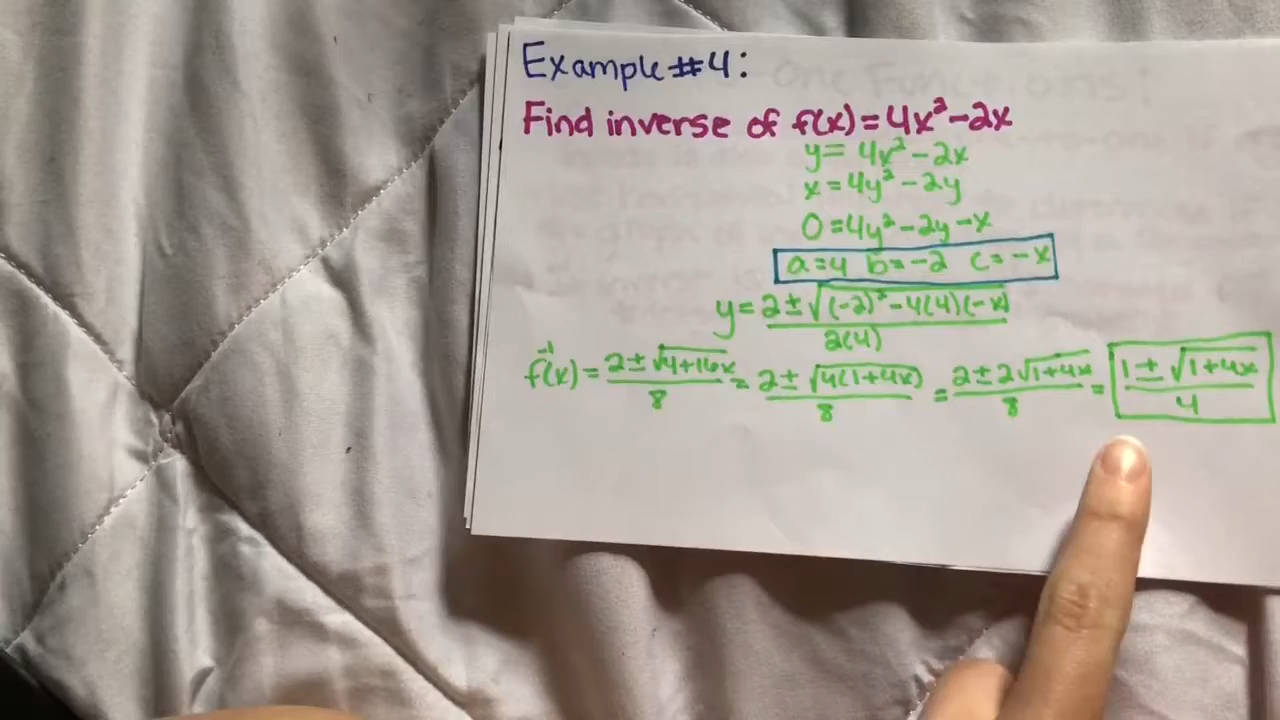 Example #4:
Find inverse of f(x) = 4x² - 2x
y = 4x² - 2x
x = 4y² - 2y
0 = 4y² - 2y - x
a = 4 b = -2 c = -x
y = 2 ± √(-2)² - 4(4)(-x) / 2(4)
f⁻¹(x) = 2 ± √4+16x / 8 = 2 ± √4(1+4x) / 8 = 2 ± 2√1+4x / 8 = 1 ± √1+4x / 4